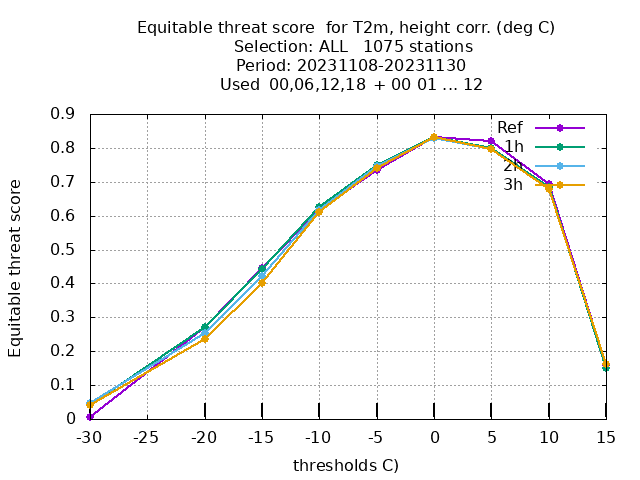 Equitable threat score  for T2m, height corr. (deg C)
Selection: ALL   1075 stations
Period: 20231108-20231130
Used  00,06,12,18  + 00 01 ... 12
Equitable threat score
0.9
0.8
0.7
0.6
0.5
0.4
0.3
0.2
0.1
0
Ref
1h
2h
3h
-30 -25 -20 -15 -10 -5 0 5 10 15
thresholds C)